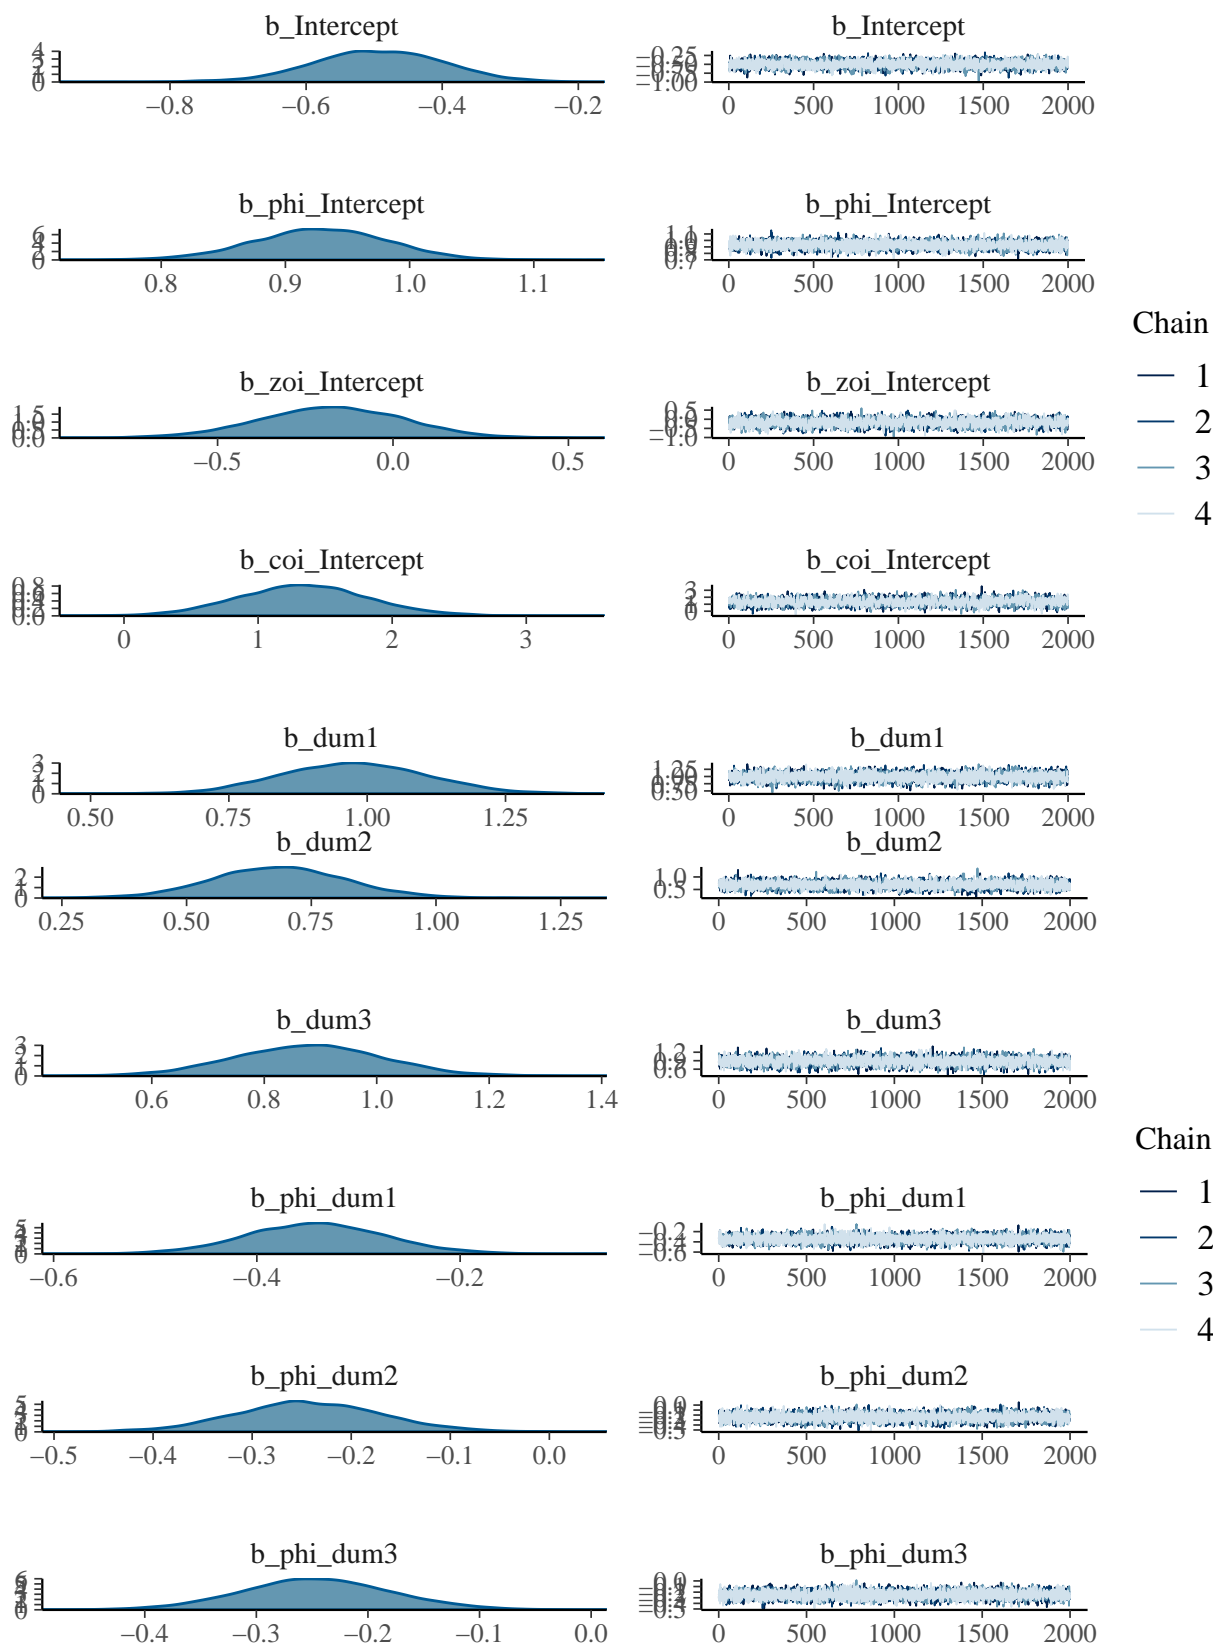 b_Intercept b_Intercept
−0.8 −0.6 −0.4 −0.2 0 500 1000 1500 2000
b_phi_Intercept b_phi_Intercept
0.8 0.9 1.0 1.1 0 500 1000 1500 2000
Chain
1
2
3
4
b_zoi_Intercept b_zoi_Intercept
−0.5 0.0 0.5 0 500 1000 1500 2000
b_coi_Intercept b_coi_Intercept
0 1 2 3 0 500 1000 1500 2000
b_dum1 b_dum1
0.50 0.75 1.00 1.25 0 500 1000 1500 2000
b_dum2 b_dum2
0.25 0.50 0.75 1.00 1.25 0 500 1000 1500 2000
b_dum3 b_dum3
0.6 0.8 1.0 1.2 1.4 0 500 1000 1500 2000
Chain
1
2
3
4
b_phi_dum1 b_phi_dum1
−0.6 −0.4 −0.2 0 500 1000 1500 2000
b_phi_dum2 b_phi_dum2
−0.5 −0.4 −0.3 −0.2 −0.1 0.0 0 500 1000 1500 2000
b_phi_dum3 b_phi_dum3
−0.4 −0.3 −0.2 −0.1 0.0 0 500 1000 1500 2000